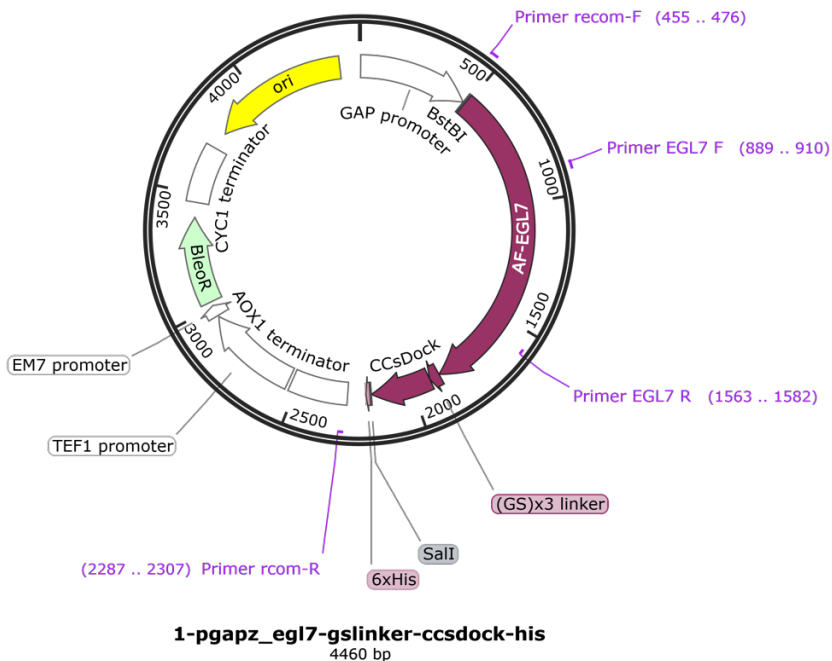 Primer recom-F (455 .. 476)
4000
ori
500
GAP promoter
BstBI
Primer EGL7 F (889 .. 910)
1000
CYC1 terminator
3500
AF-EGL7
BleoR
AOX1 terminator
3000
1500
EM7 promoter
CCsDock
Primer EGL7 R (1563 .. 1582)
2500
2000
TEF1 promoter
(GS)x3 linker
SalI
(2287 .. 2307) Primer rcom-R
6xHis
1-pgapz_egl7-gslinker-ccsdock-his
4460 bp